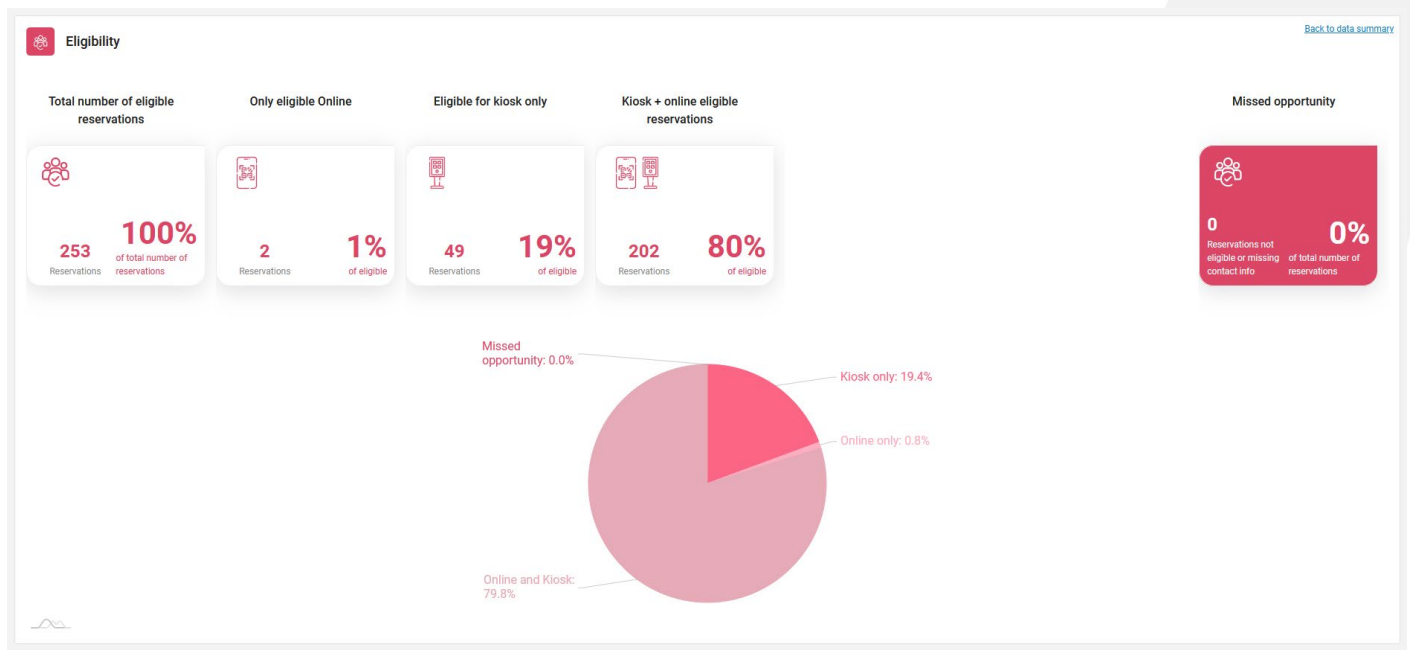 Eligibility
Back to data summary
Total number of eligible
reservations
Only eligible Online
Eligible for kiosk only
Kiosk + online eligible
reservations
Missed opportunity
253
Reservations
100%
of total number of
reservations
2
Reservations
1%
of eligible
49
Reservations
19%
of eligible
202
Reservations
80%
of eligible
0
Reservations not
eligible or missing
contact info
0%
of total number of
reservations
Missed
opportunity: 0.0%
Kiosk only: 19.4%
Online only: 0.8%
Online and Kiosk:
79.8%